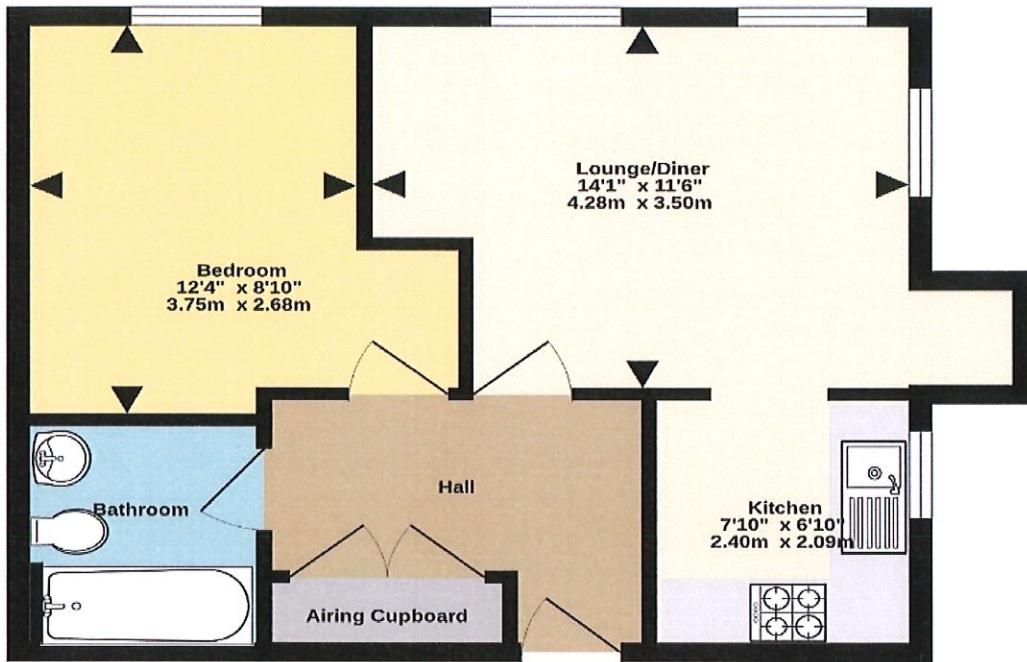 Lounge/Diner
14'1" x 11'6"
4.28m x 3.50m
Bedroom
12'4" x 8'10"
3.75m x 2.68m
Hall
Bathroom
Kitchen
7'10" x 6'10"
2.40m x 2.09m
Airing Cupboard